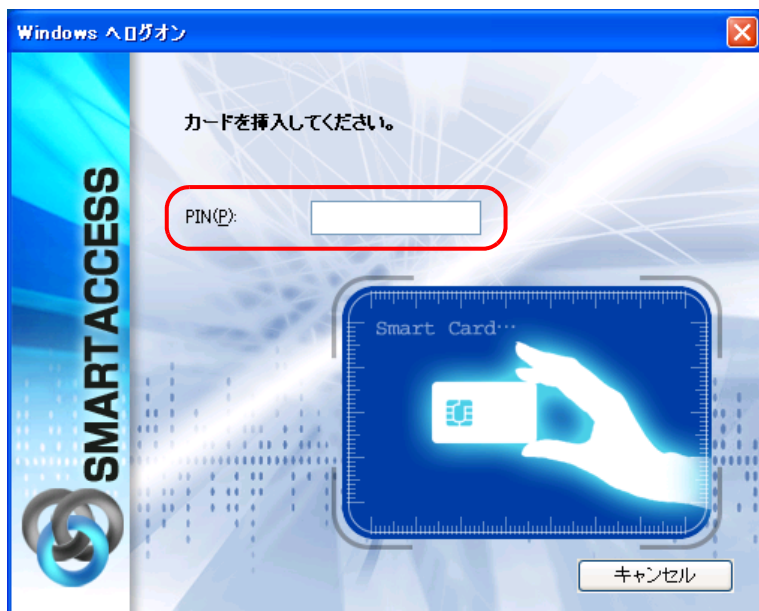 Windows へログオン
カードを挿入してください。
PIN(P):
SMARTACCESS
Smart Card…
キャンセル